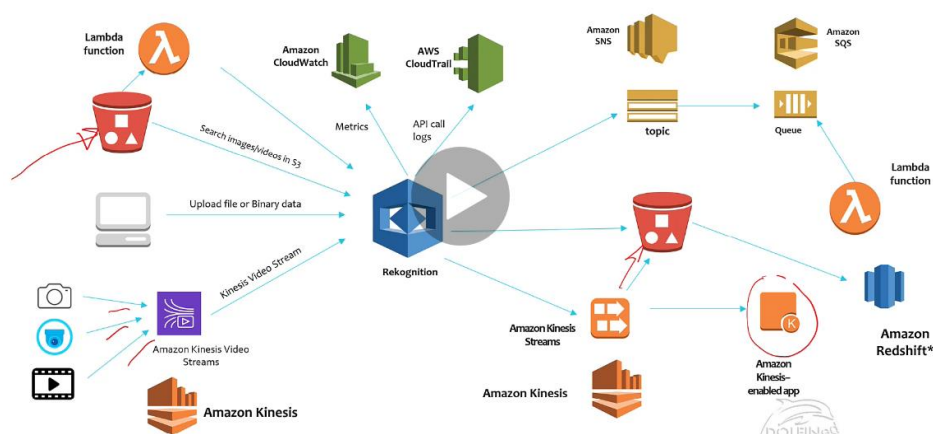 Lambda
function
Amazon
CloudWatch
AWS
CloudTrail
Amazon
SNS
Amazon
SQS
Metrics
API call
logs
topic
Queue
Search images/videos in S3
Lambda
function
Upload file or Binary data
Rekognition
Kinesis Video Stream
Amazon Kinesis
Streams
Amazon Kinesis Video
Streams
K
Amazon
Redshift*
Amazon
Kinesis–
enabled app
Amazon Kinesis
Amazon Kinesis